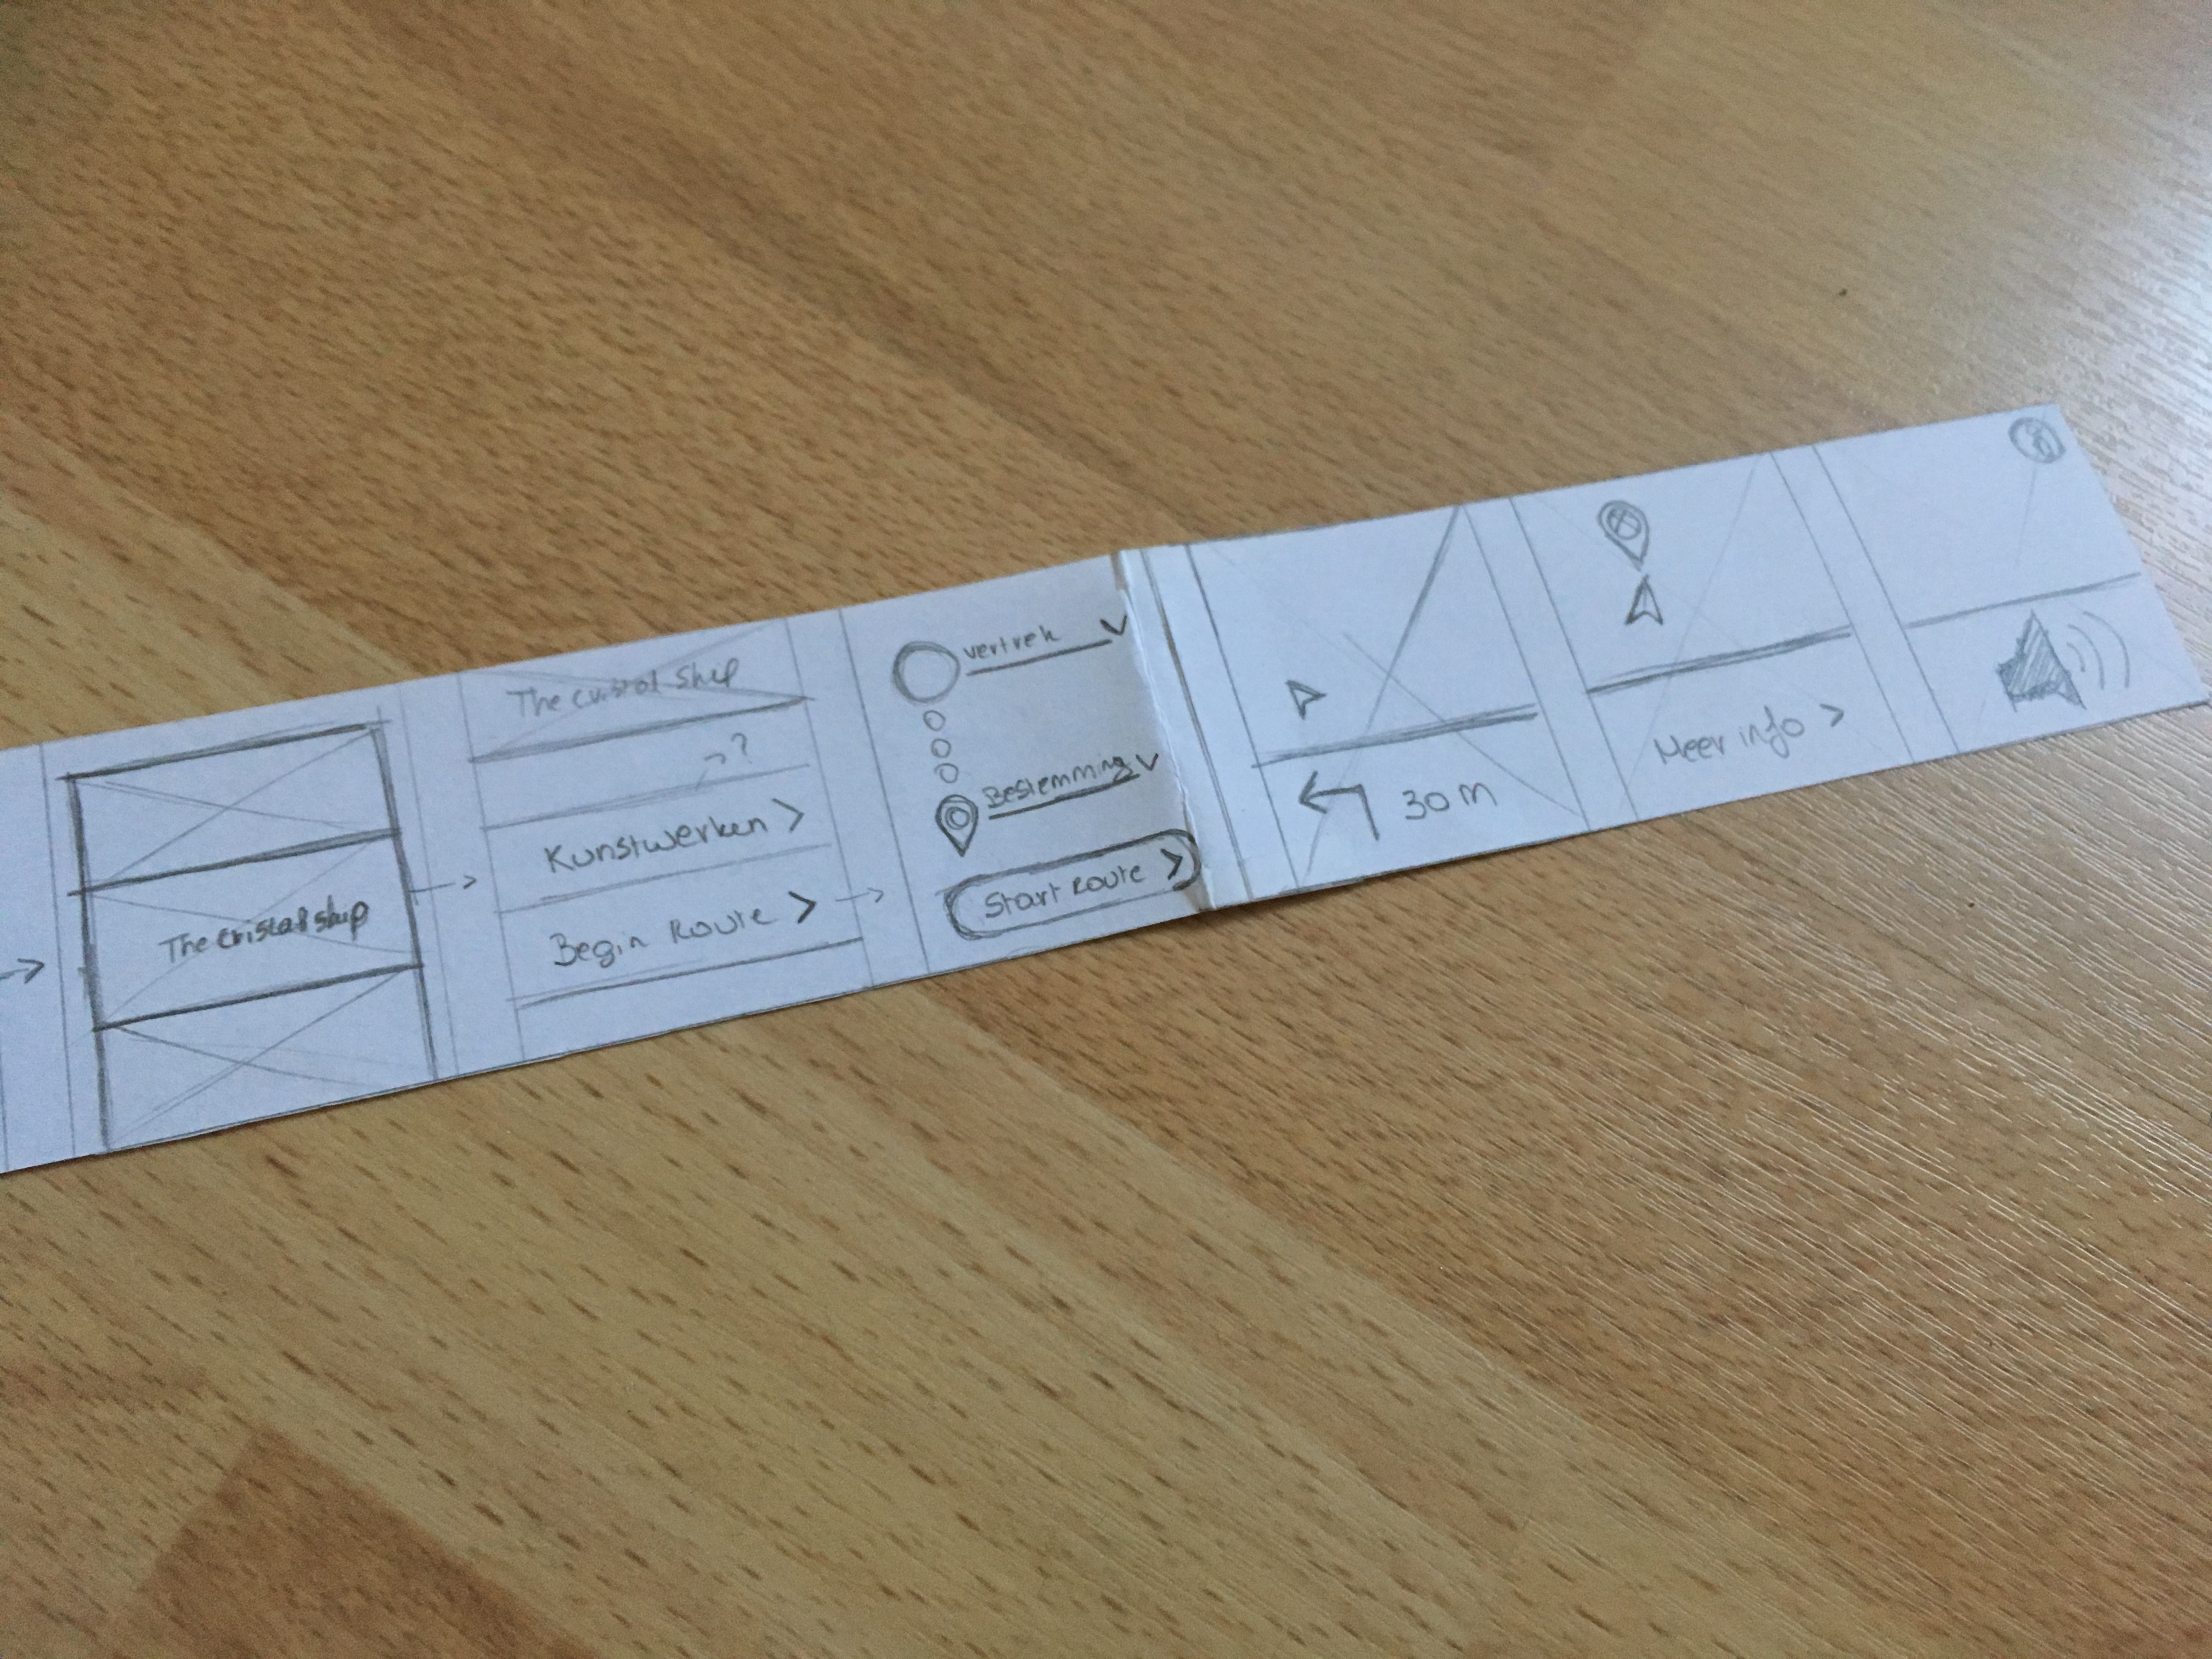 The cristal ship
The cristal Ship
?
Kunstwerken >
Begin Route >
vertrek
Bestemming
Start Route >
30 m
Meer info >